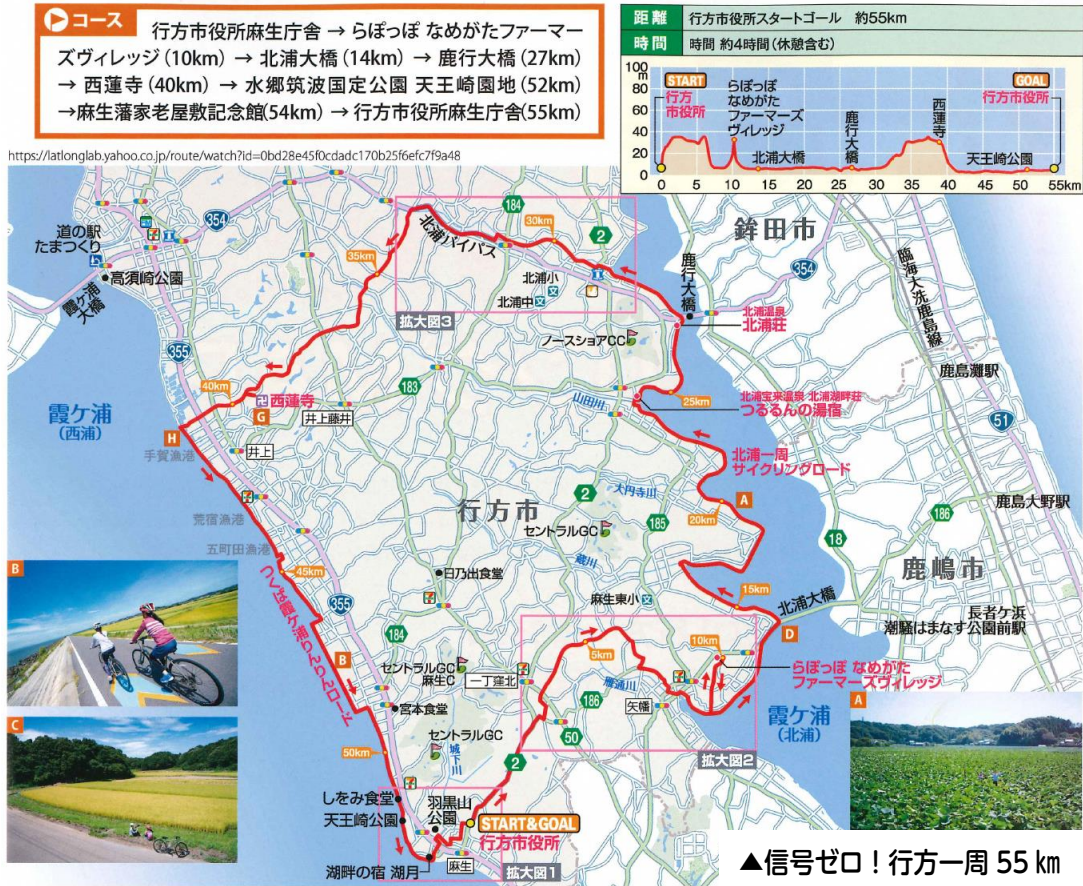 コース
行方市役所麻生庁舎 → らぽっぽ なめがたファーマー
ズヴィレッジ(10km) → 北浦大橋(14km) → 鹿行大橋(27km)
→ 西蓮寺(40km) → 水郷筑波国定公園 天王崎園地(52km)
→麻生藩家老屋敷記念館(54km) → 行方市役所麻生庁舎(55km)
https://latlonglab.yahoo.co.jp/route/watch?id=0bd28e45f0cdadc170b25f6efc7f9a48
距離 行方市役所スタートゴール 約55km
時間 時間 約4時間(休憩含む)
100m
80
60
40
20
0
START
行方
市役所
らぽっぽ
なめがた
ファーマーズ
ヴィレッジ
北浦大橋
鹿行大橋
西蓮寺
GOAL
行方市役所
天王崎公園
0 5 10 15 20 25 30 35 40 45 50 55km
354
184
2
30km
北浦バイパス
道の駅
たまつくり
高須崎公園
霞ケ浦
大橋
35km
北浦小
北浦中
拡大図3
鉾田市
鹿行大橋
354
臨海大洗鹿島線
北浦温泉
北浦荘
ノースショアCC
鹿島灘駅
355
40km
西蓮寺
G
183
井上藤井
山田川
25km
北浦宝来温泉 北浦湖畔荘
つるるんの湯宿
51
霞ケ浦
(西浦)
H
手賀漁港
井上
北浦一周
サイクリングロード
2
大円寺川
A
20km
荒宿漁港
行方市
セントラルGC
185
鹿島大野駅
186
五町田漁港
18
蔵川
45km
日乃出食堂
鹿嶋市
つくば霞ケ浦りんりんロード
355
麻生東小
15km
北浦大橋
長者ケ浜
潮騒はまなす公園前駅
D
B
184
5km
10km
セントラルGC
麻生C
一丁窪北
雁通川
らぽっぽ なめがた
ファーマーズヴィレッジ
186
矢幡
宮本食堂
セントラルGC
50
霞ケ浦
(北浦)
50km
城下川
2
拡大図2
しをみ食堂
羽黒山
公園
天王崎公園
START&GOAL
行方市役所
湖畔の宿 湖月
麻生
拡大図1
B
C
A
▲信号ゼロ!行方一周 55 km